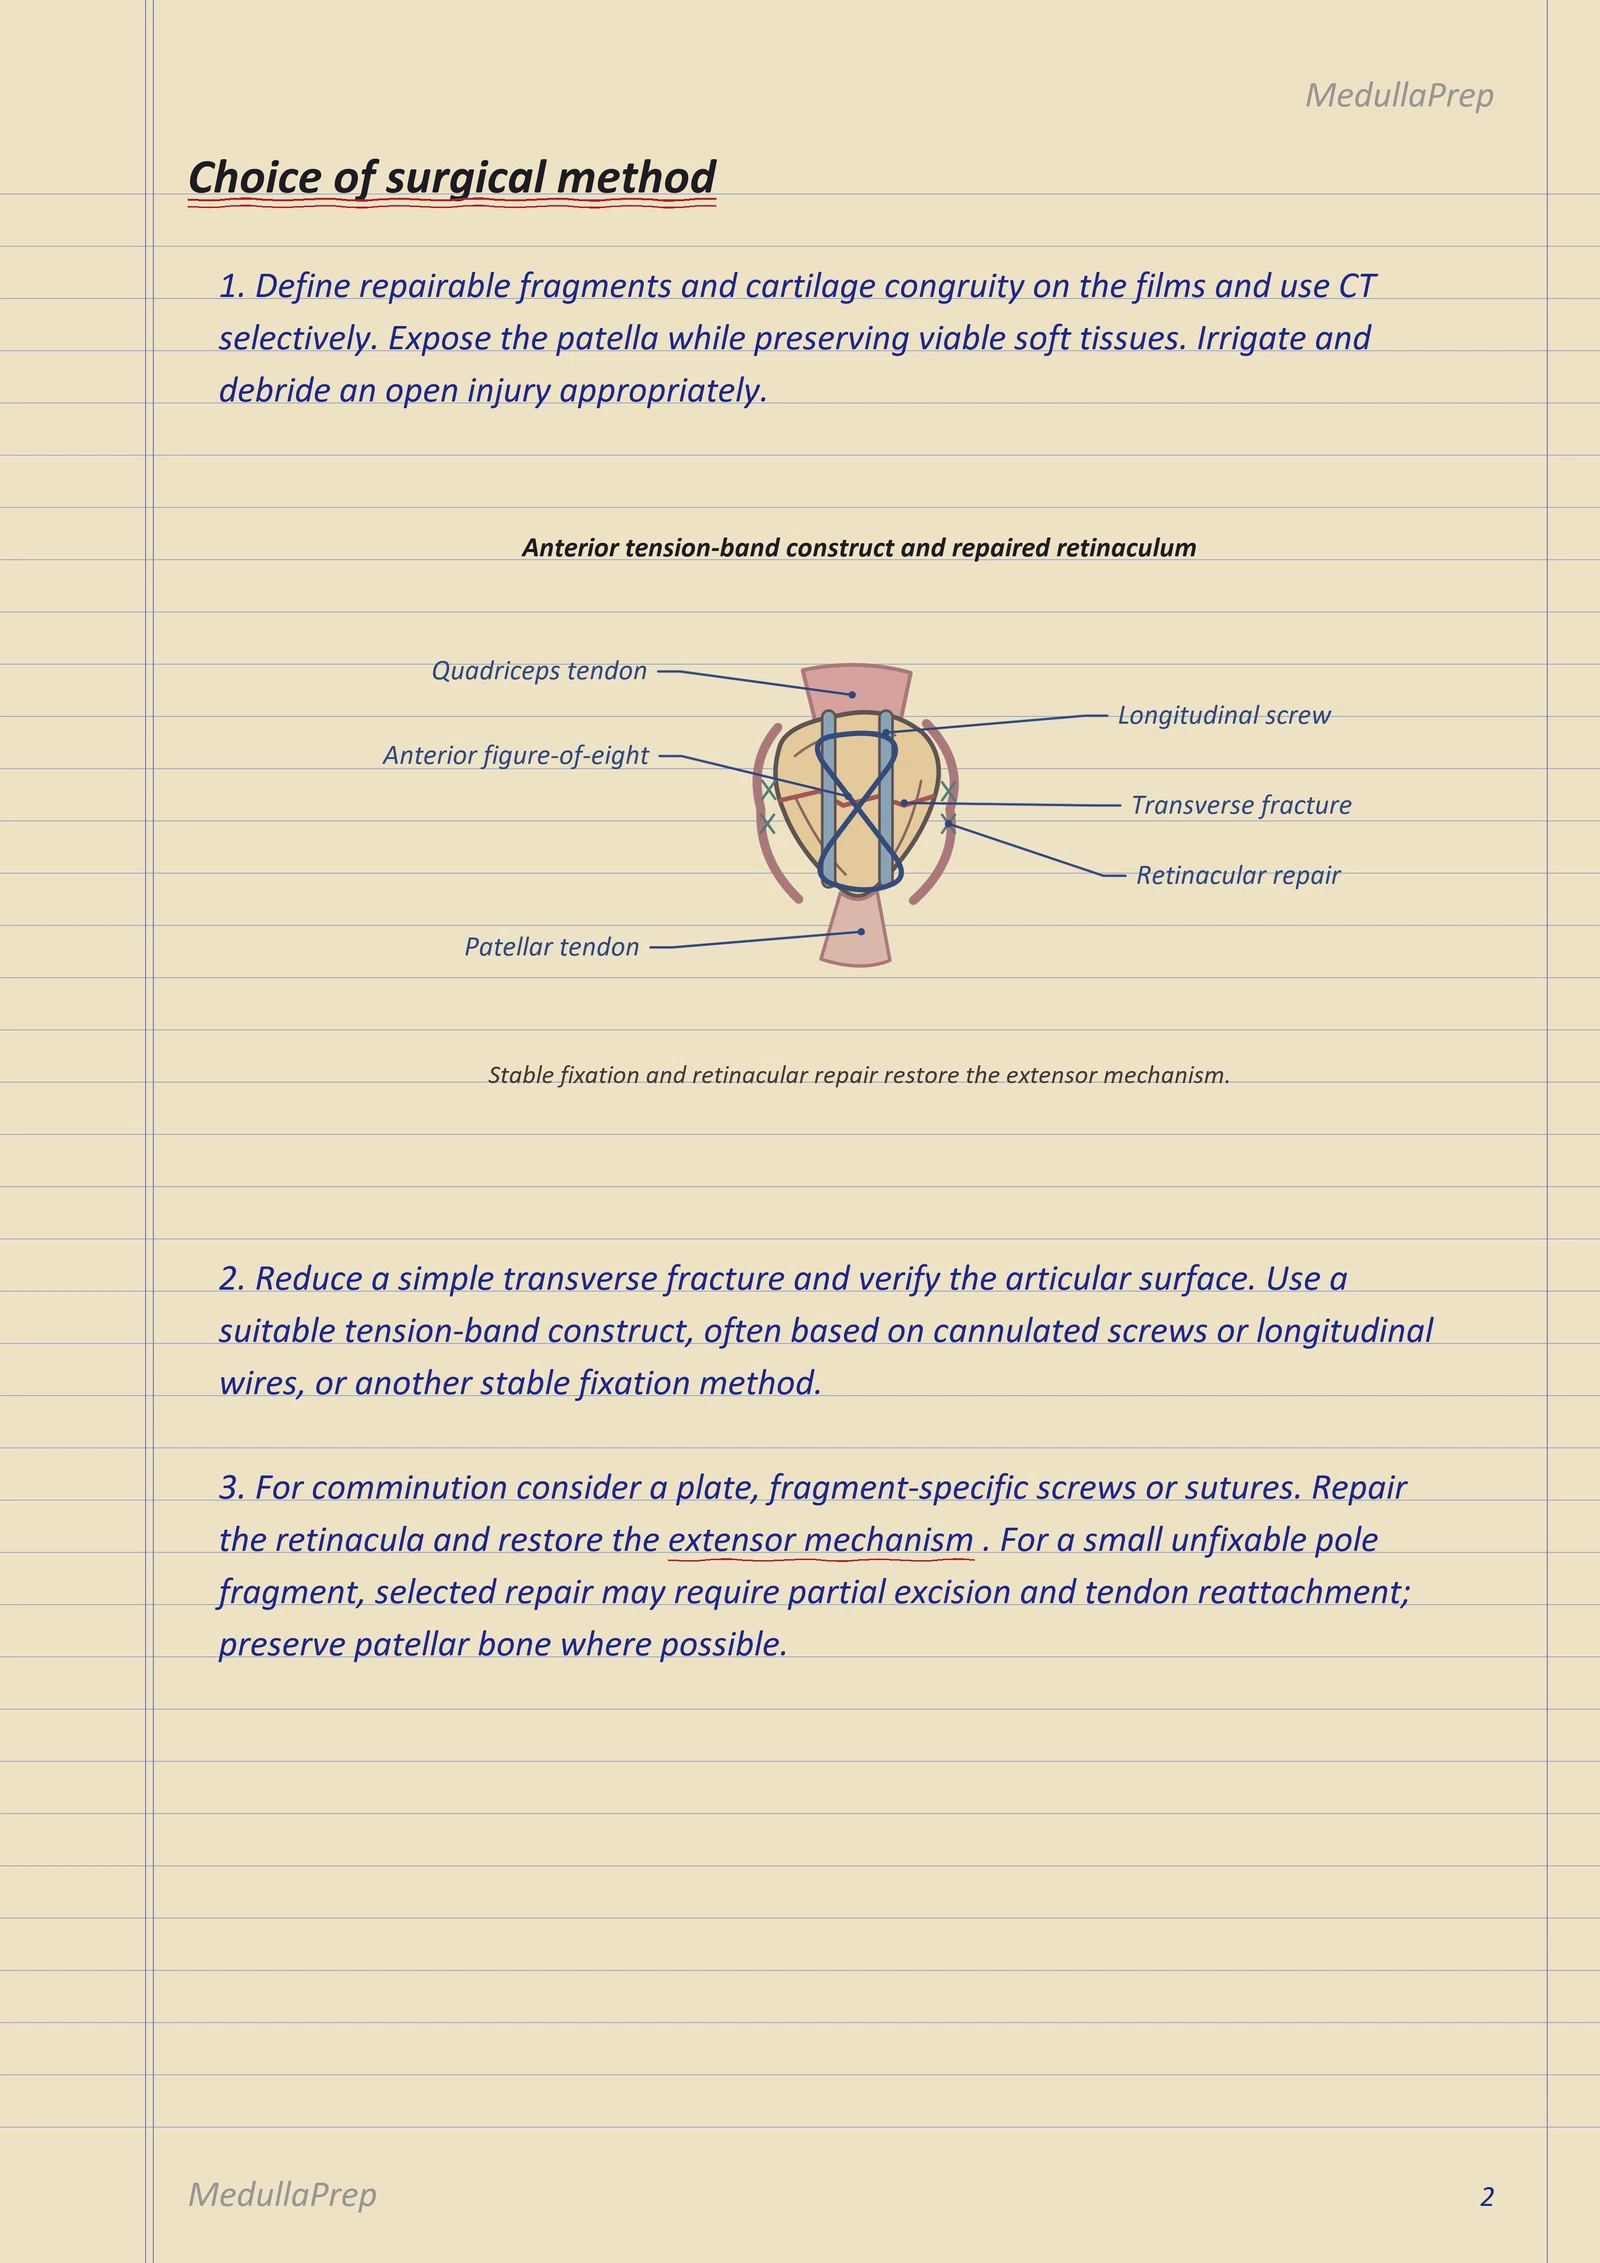 MedullaPrep
Choice of surgical method
1. Define repairable fragments and cartilage congruity on the films and use CT
selectively. Expose the patella while preserving viable soft tissues. Irrigate and
debride an open injury appropriately.
Anterior tension-band construct and repaired retinaculum
Quadriceps tendon
Longitudinal screw
Anterior figure-of-eight
Transverse fracture
Retinacular repair
Patellar tendon
Stable fixation and retinacular repair restore the extensor mechanism.
2. Reduce a simple transverse fracture and verify the articular surface. Use a
suitable tension-band construct, often based on cannulated screws or longitudinal
wires, or another stable fixation method.
3. For comminution consider a plate, fragment-specific screws or sutures. Repair
the retinacula and restore the extensor mechanism . For a small unfixable pole
fragment, selected repair may require partial excision and tendon reattachment;
preserve patellar bone where possible.
MedullaPrep
2